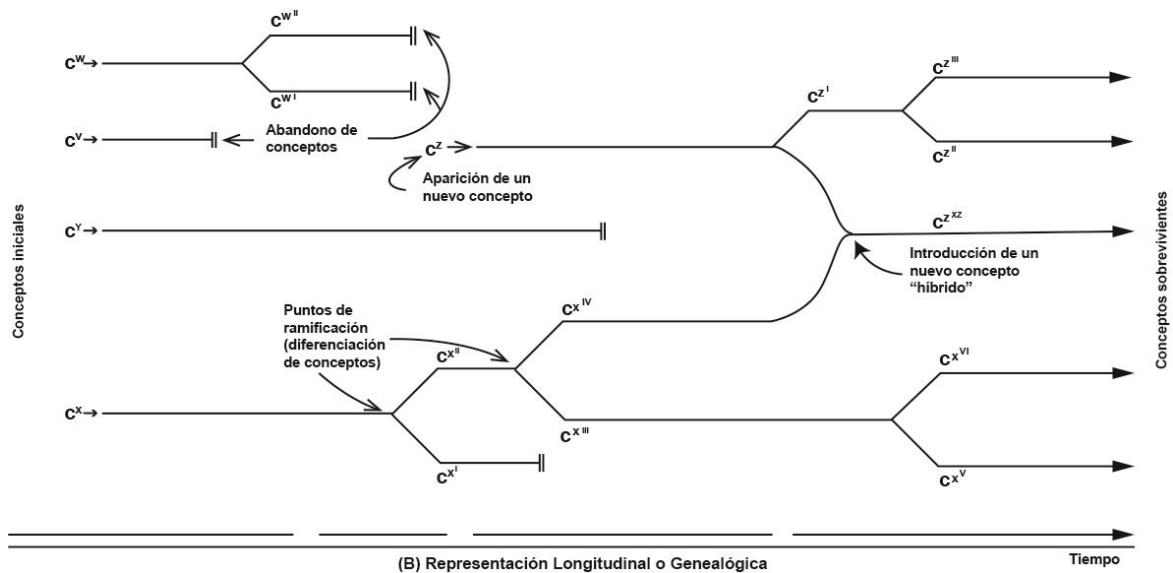 Conceptos iniciales
C^W→
C^W II
C^W I
C^V→
Abandono de
conceptos
C^Z →
Aparición de un
nuevo concepto
C^Z I
C^Z III
C^Z II
C^Y→
C^Z XZ
Introducción de un
nuevo concepto
“híbrido”
Puntos de
ramificación
(diferenciación
de conceptos)
C^X IV
C^X II
C^X→
C^X III
C^X I
C^X VI
C^X V
Conceptos sobrevivientes
(B) Representación Longitudinal o Genealógica
Tiempo